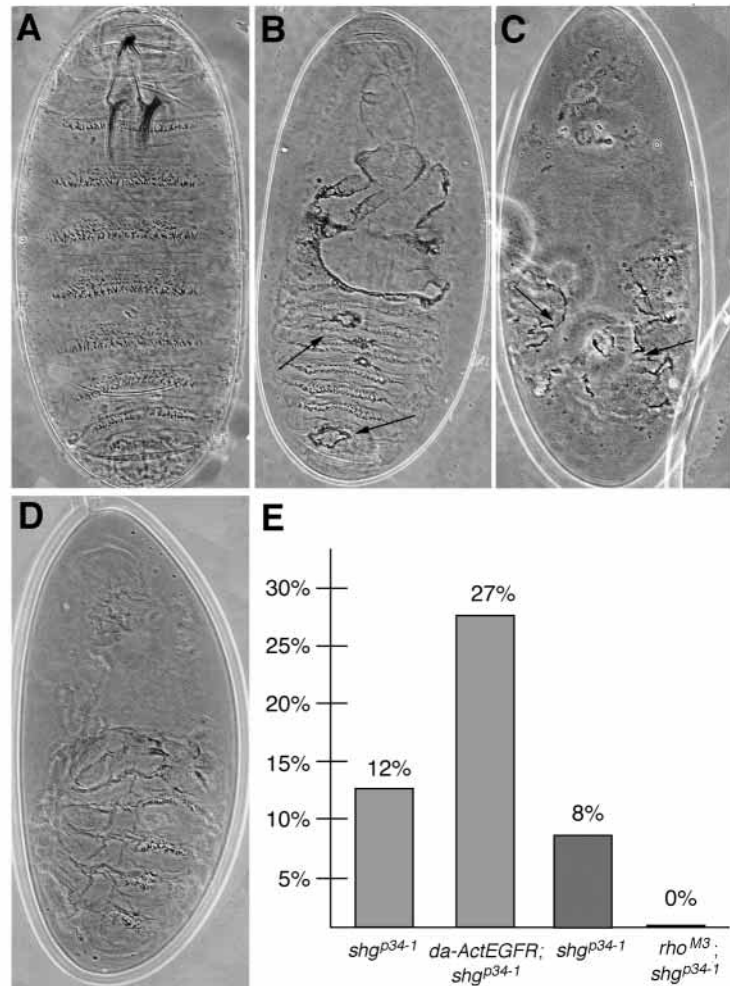 A
B
C
D
E
30%
25%
20%
15%
10%
5%
12%
27%
8%
0%
shg^p34-1
da-ActEGFR;
shg^p34-1
shg^p34-1
rho^M3;
shg^p34-1